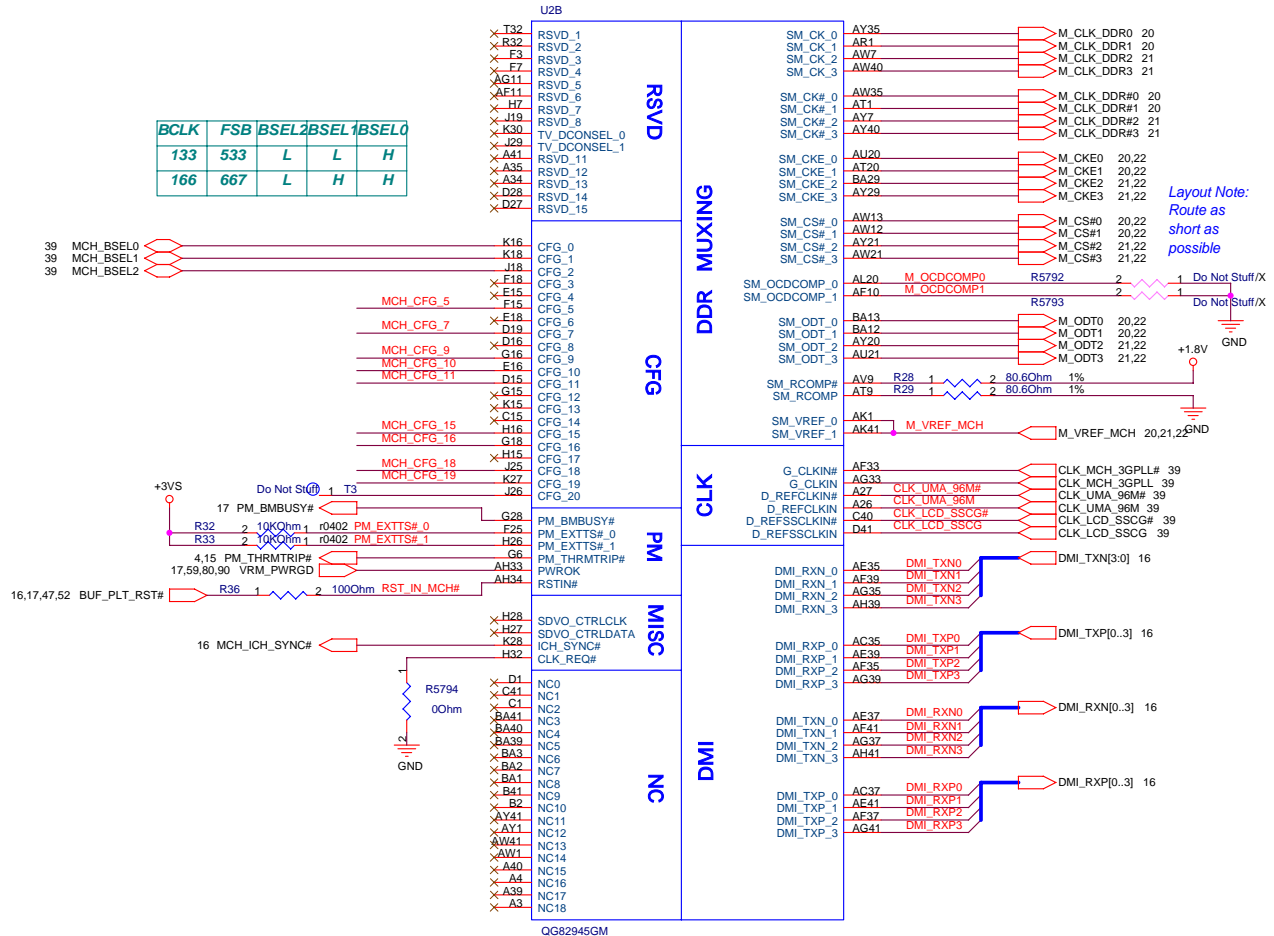 U2B
BCLK FSB BSEL2 BSEL1 BSEL0
133 533 L L H
166 667 L H H
T32 RSVD_1
R32 RSVD_2
F3 RSVD_3
F7 RSVD_4
AG11 RSVD_5
AF11 RSVD_6
H7 RSVD_7
J19 RSVD_8
K30 TV_DCONSEL_0
J29 TV_DCONSEL_1
A41 RSVD_11
A35 RSVD_12
A34 RSVD_13
D28 RSVD_14
D27 RSVD_15
RSVD
39 MCH_BSEL0 K16 CFG_0
39 MCH_BSEL1 K18 CFG_1
39 MCH_BSEL2 J18 CFG_2
F18 CFG_3
E15 CFG_4
MCH_CFG_5 F15 CFG_5
E18 CFG_6
MCH_CFG_7 D19 CFG_7
D16 CFG_8
MCH_CFG_9 G16 CFG_9
MCH_CFG_10 E16 CFG_10
MCH_CFG_11 D15 CFG_11
G15 CFG_12
K15 CFG_13
C15 CFG_14
MCH_CFG_15 H16 CFG_15
MCH_CFG_16 G18 CFG_16
H15 CFG_17
MCH_CFG_18 J25 CFG_18
MCH_CFG_19 K27 CFG_19
Do Not Stuff 1 T3 J26 CFG_20
CFG
+3VS
17 PM_BMBUSY# G28 PM_BMBUSY#
R32 2 10KOhm 1 r0402 PM_EXTTS#_0 F25 PM_EXTTS#_0
R33 2 10KOhm 1 r0402 PM_EXTTS#_1 H26 PM_EXTTS#_1
4,15 PM_THRMTRIP# G6 PM_THRMTRIP#
17,59,80,90 VRM_PWRGD AH33 PWROK
16,17,47,52 BUF_PLT_RST# R36 1 2 100Ohm RST_IN_MCH# AH34 RSTIN#
PM
H28 SDVO_CTRLCLK
H27 SDVO_CTRLDATA
16 MCH_ICH_SYNC# K28 ICH_SYNC#
H32 CLK_REQ#
MISC
1 R5794 0Ohm 2
GND
D1 NC0
C41 NC1
C1 NC2
BA41 NC3
BA40 NC4
BA39 NC5
BA3 NC6
BA2 NC7
BA1 NC8
B41 NC9
B2 NC10
AY41 NC11
AY1 NC12
AW41 NC13
AW1 NC14
A40 NC15
A4 NC16
A39 NC17
A3 NC18
NC
DDR MUXING
SM_CK_0 AY35 M_CLK_DDR0 20
SM_CK_1 AR1 M_CLK_DDR1 20
SM_CK_2 AW7 M_CLK_DDR2 21
SM_CK_3 AW40 M_CLK_DDR3 21
SM_CK#_0 AW35 M_CLK_DDR#0 20
SM_CK#_1 AT1 M_CLK_DDR#1 20
SM_CK#_2 AY7 M_CLK_DDR#2 21
SM_CK#_3 AY40 M_CLK_DDR#3 21
SM_CKE_0 AU20 M_CKE0 20,22
SM_CKE_1 AT20 M_CKE1 20,22
SM_CKE_2 BA29 M_CKE2 21,22
SM_CKE_3 AY29 M_CKE3 21,22
Layout Note:
Route as
short as
possible
SM_CS#_0 AW13 M_CS#0 20,22
SM_CS#_1 AW12 M_CS#1 20,22
SM_CS#_2 AY21 M_CS#2 21,22
SM_CS#_3 AW21 M_CS#3 21,22
SM_OCDCOMP_0 AL20 M_OCDCOMP0 R5792 2 1 Do Not Stuff/X
SM_OCDCOMP_1 AF10 M_OCDCOMP1 R5793 2 1 Do Not Stuff/X
GND
SM_ODT_0 BA13 M_ODT0 20,22
SM_ODT_1 BA12 M_ODT1 20,22
SM_ODT_2 AY20 M_ODT2 21,22
SM_ODT_3 AU21 M_ODT3 21,22
+1.8V
SM_RCOMP# AV9 R28 1 2 80.6Ohm 1%
SM_RCOMP AT9 R29 1 2 80.6Ohm 1%
GND
SM_VREF_0 AK1
SM_VREF_1 AK41 M_VREF_MCH M_VREF_MCH 20,21,22
CLK
G_CLKIN# AF33 CLK_MCH_3GPLL# 39
G_CLKIN AG33 CLK_MCH_3GPLL 39
D_REFCLKIN# A27 CLK_UMA_96M# CLK_UMA_96M# 39
D_REFCLKIN A26 CLK_UMA_96M CLK_UMA_96M 39
D_REFSSCLKIN# C40 CLK_LCD_SSCG# CLK_LCD_SSCG# 39
D_REFSSCLKIN D41 CLK_LCD_SSCG CLK_LCD_SSCG 39
DMI
DMI_TXN[3:0] 16
DMI_RXN_0 AE35 DMI_TXN0
DMI_RXN_1 AF39 DMI_TXN1
DMI_RXN_2 AG35 DMI_TXN2
DMI_RXN_3 AH39 DMI_TXN3
DMI_TXP[0..3] 16
DMI_RXP_0 AC35 DMI_TXP0
DMI_RXP_1 AE39 DMI_TXP1
DMI_RXP_2 AF35 DMI_TXP2
DMI_RXP_3 AG39 DMI_TXP3
DMI_RXN[0..3] 16
DMI_TXN_0 AE37 DMI_RXN0
DMI_TXN_1 AF41 DMI_RXN1
DMI_TXN_2 AG37 DMI_RXN2
DMI_TXN_3 AH41 DMI_RXN3
DMI_RXP[0..3] 16
DMI_TXP_0 AC37 DMI_RXP0
DMI_TXP_1 AE41 DMI_RXP1
DMI_TXP_2 AF37 DMI_RXP2
DMI_TXP_3 AG41 DMI_RXP3
QG82945GM